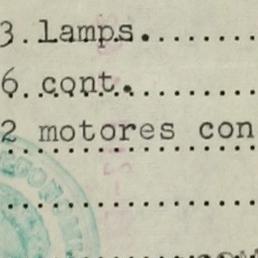 3 lamps.
6 cont.
2 motores con